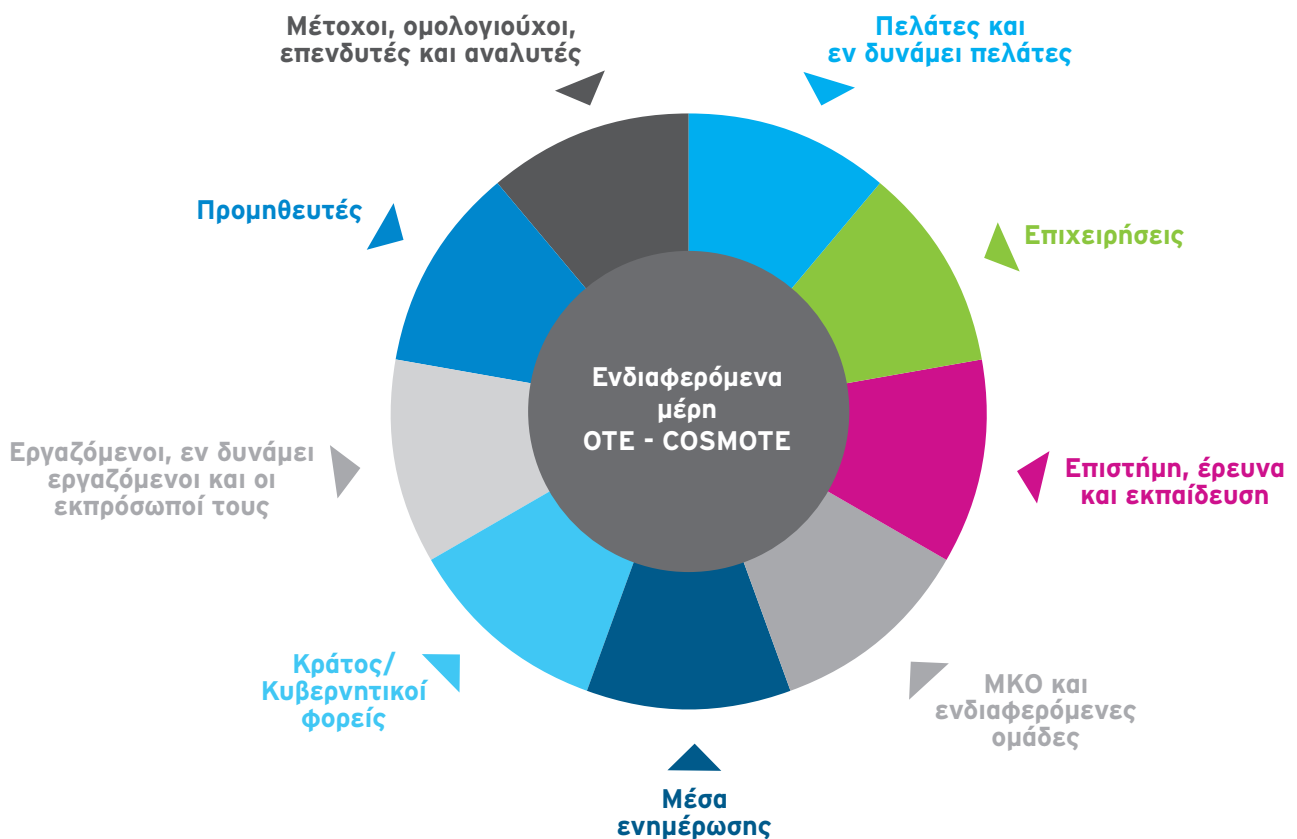 Μέτοχοι, ομολογιούχοι,
επενδυτές και αναλυτές
Πελάτες και
εν δυνάμει πελάτες
Προμηθευτές
Επιχειρήσεις
Ενδιαφερόμενα
μέρη
ΟΤΕ - COSMOTE
Εργαζόμενοι, εν δυνάμει
εργαζόμενοι και οι
εκπρόσωποί τους
Επιστήμη, έρευνα
και εκπαίδευση
Κράτος/
Κυβερνητικοί
φορείς
ΜΚΟ και
ενδιαφερόμενες
ομάδες
Μέσα
ενημέρωσης